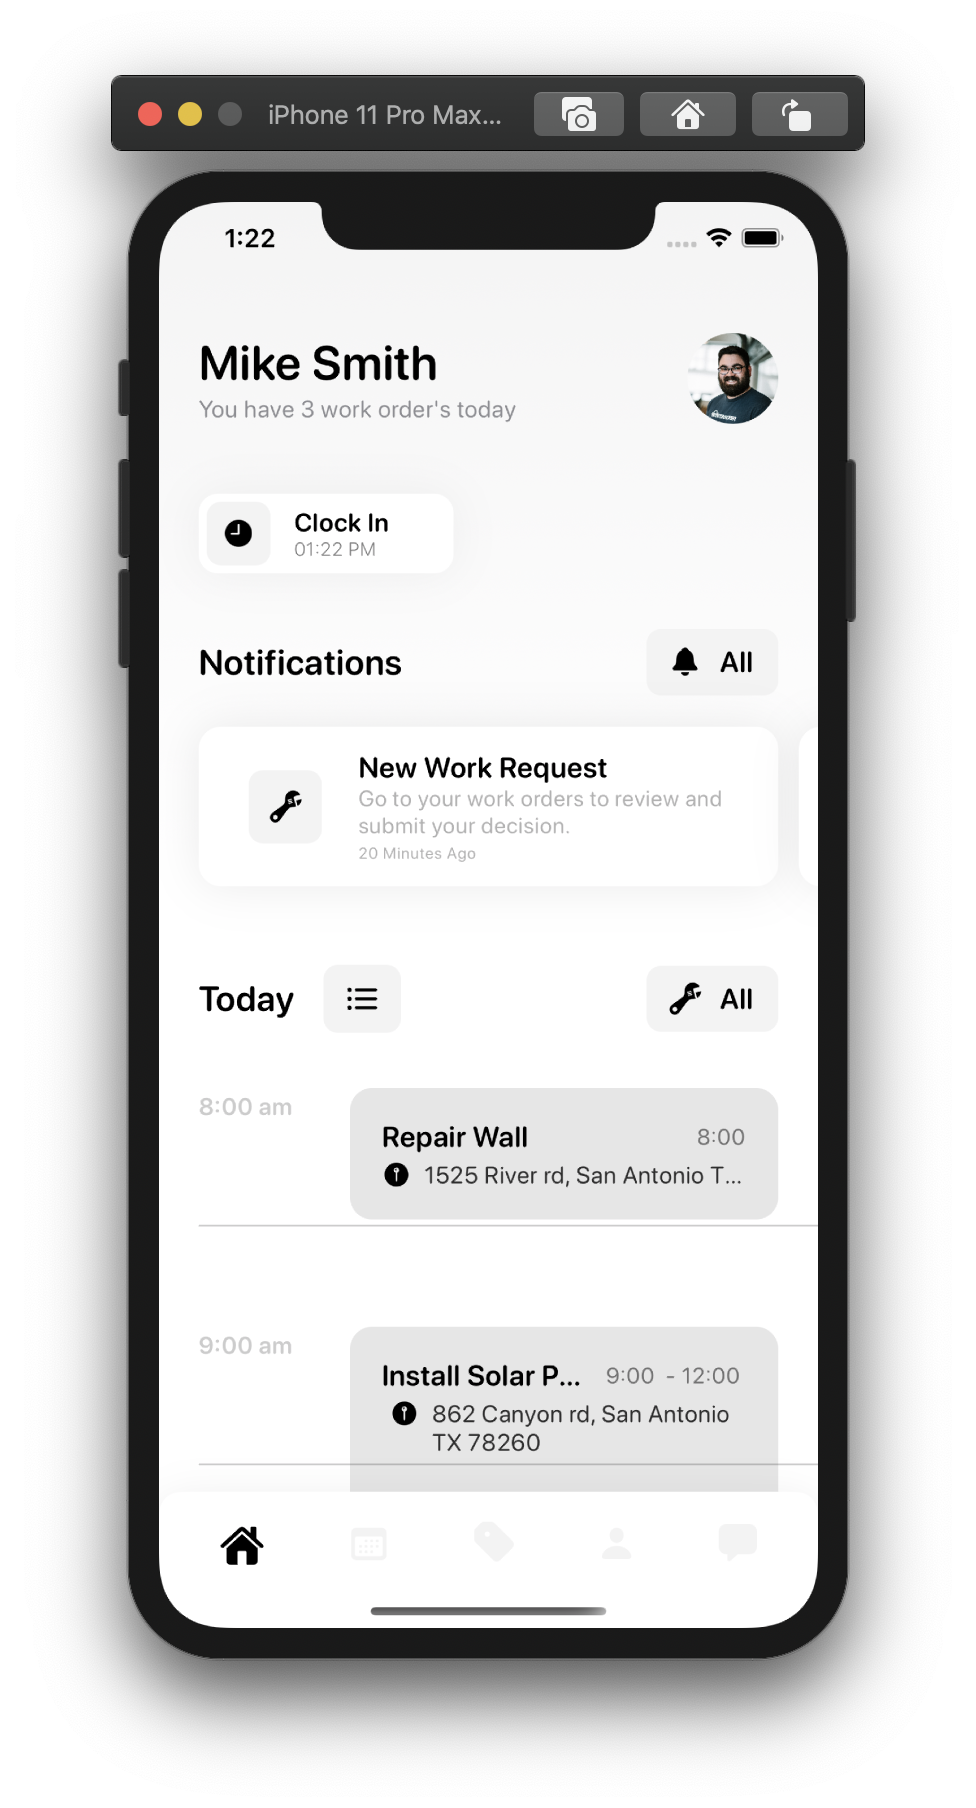 iPhone 11 Pro Max...
1:22
Mike Smith
You have 3 work order's today
Clock In
01:22 PM
Notifications
All
New Work Request
Go to your work orders to review and
submit your decision.
20 Minutes Ago
Today
All
8:00 am
Repair Wall
8:00
1525 River rd, San Antonio T...
9:00 am
Install Solar P...
9:00 - 12:00
862 Canyon rd, San Antonio
TX 78260